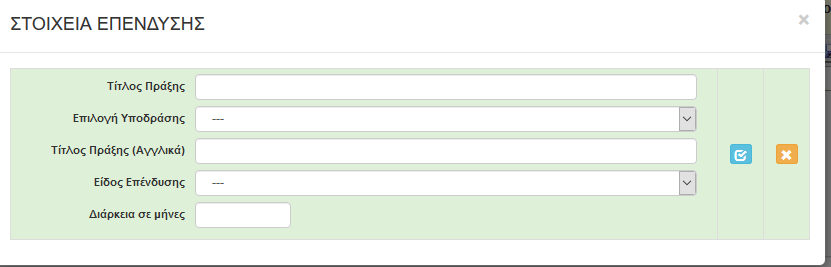 ΣΤΟΙΧΕΙΑ ΕΠΕΝΔΥΣΗΣ
Τίτλος Πράξης
Επιλογή Υποδράσης ---
Τίτλος Πράξης (Αγγλικά)
Είδος Επένδυσης ---
Διάρκεια σε μήνες